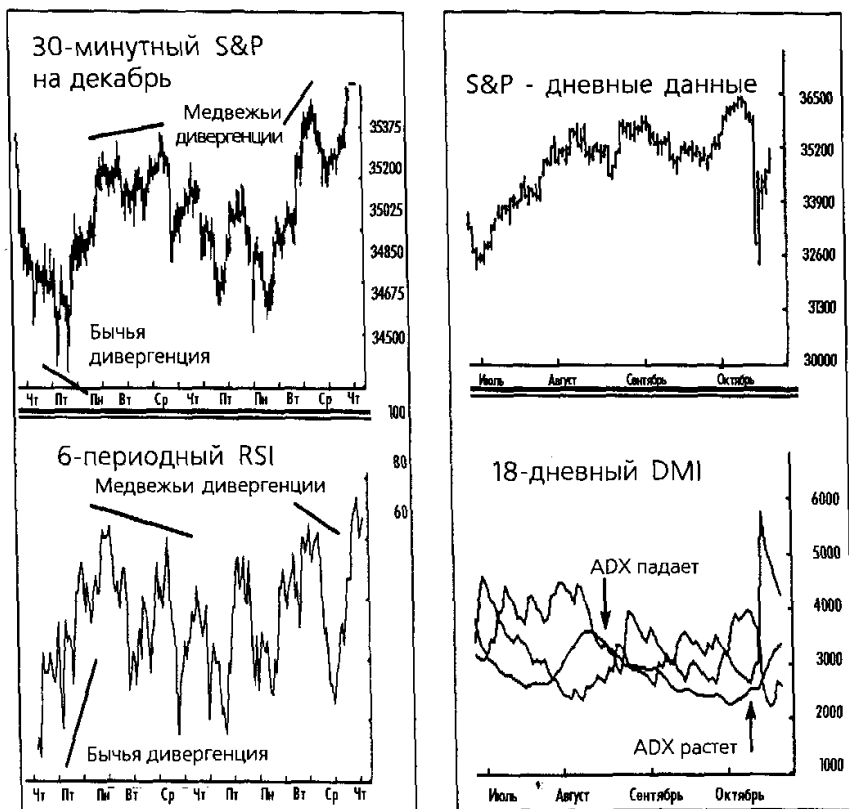 30-минутный S&P
на декабрь
Медвежьи
дивергенции
35375
35200
35025
34850
34675
34500
Бычья
дивергенция
Чт Пт Пн Вт Ср Чт Пт Пн Вт Ср Чт
100
6-периодный RSI
80
Медвежьи дивергенции
60
Бычья дивергенция
Чт Пт Пн Вт Ср Чт Пт Пн Вт Ср Чт
S&P - дневные данные
36500
35200
33900
32600
31300
30000
Июль Август Сентябрь Октябрь
18-дневный DMI
6000
5000
ADX падает
4000
3000
2000
ADX растет
1000
Июль Август Сентябрь Октябрь